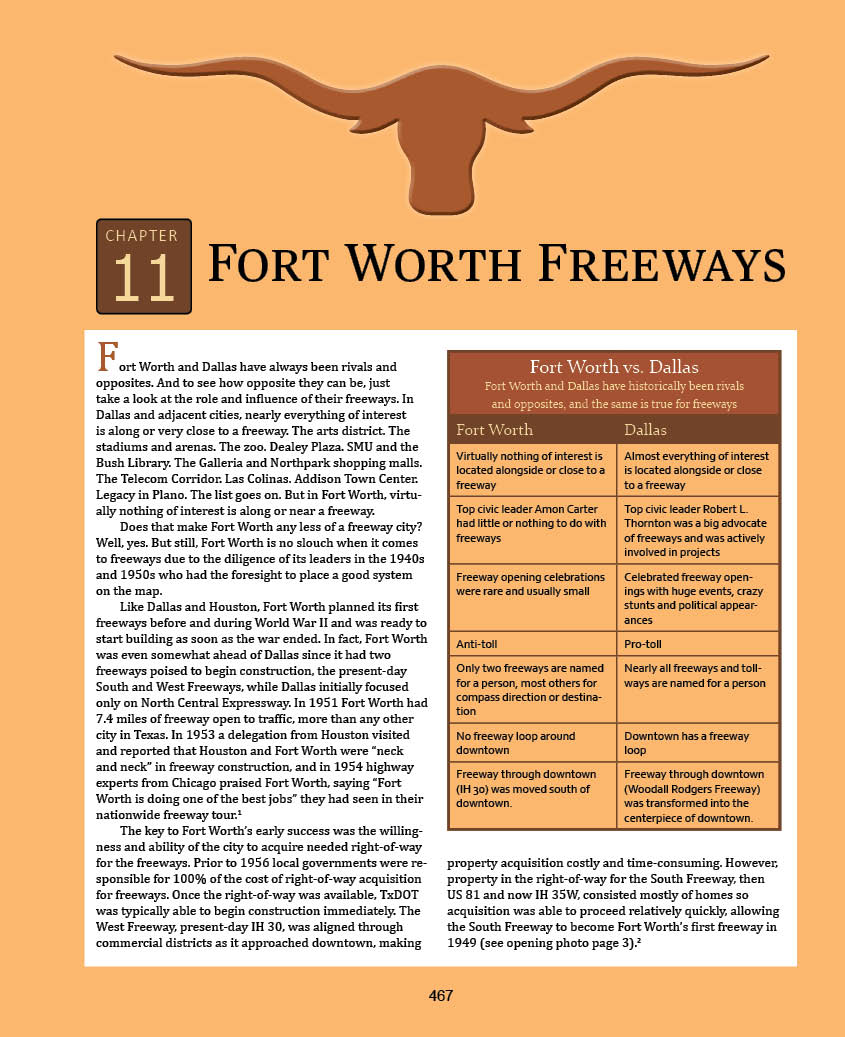 CHAPTER
11
FORT WORTH FREEWAYS
Fort Worth and Dallas have always been rivals and
opposites. And to see how opposite they can be, just
take a look at the role and influence of their freeways. In
Dallas and adjacent cities, nearly everything of interest
is along or very close to a freeway. The arts district. The
stadiums and arenas. The zoo. Dealey Plaza. SMU and the
Bush Library. The Galleria and Northpark shopping malls.
The Telecom Corridor. Las Colinas. Addison Town Center.
Legacy in Plano. The list goes on. But in Fort Worth, virtu-
ally nothing of interest is along or near a freeway.
Does that make Fort Worth any less of a freeway city?
Well, yes. But still, Fort Worth is no slouch when it comes
to freeways due to the diligence of its leaders in the 1940s
and 1950s who had the foresight to place a good system
on the map.
Like Dallas and Houston, Fort Worth planned its first
freeways before and during World War II and was ready to
start building as soon as the war ended. In fact, Fort Worth
was even somewhat ahead of Dallas since it had two
freeways poised to begin construction, the present-day
South and West Freeways, while Dallas initially focused
only on North Central Expressway. In 1951 Fort Worth had
7.4 miles of freeway open to traffic, more than any other
city in Texas. In 1953 a delegation from Houston visited
and reported that Houston and Fort Worth were “neck
and neck” in freeway construction, and in 1954 highway
experts from Chicago praised Fort Worth, saying “Fort
Worth is doing one of the best jobs” they had seen in their
nationwide freeway tour.¹
The key to Fort Worth’s early success was the willing-
ness and ability of the city to acquire needed right-of-way
for the freeways. Prior to 1956 local governments were re-
sponsible for 100% of the cost of right-of-way acquisition
for freeways. Once the right-of-way was available, TxDOT
was typically able to begin construction immediately. The
West Freeway, present-day IH 30, was aligned through
commercial districts as it approached downtown, making
Fort Worth vs. Dallas
Fort Worth and Dallas have historically been rivals
and opposites, and the same is true for freeways
Fort Worth
Dallas
Virtually nothing of interest is
located alongside or close to a
freeway
Almost everything of interest
is located alongside or close
to a freeway
Top civic leader Amon Carter
had little or nothing to do with
freeways
Top civic leader Robert L.
Thornton was a big advocate
of freeways and was actively
involved in projects
Freeway opening celebrations
were rare and usually small
Celebrated freeway open-
ings with huge events, crazy
stunts and political appear-
ances
Anti-toll
Pro-toll
Only two freeways are named
for a person, most others for
compass direction or destina-
tion
Nearly all freeways and toll-
ways are named for a person
No freeway loop around
downtown
Downtown has a freeway
loop
Freeway through downtown
(IH 30) was moved south of
downtown.
Freeway through downtown
(Woodall Rodgers Freeway)
was transformed into the
centerpiece of downtown.
property acquisition costly and time-consuming. However,
property in the right-of-way for the South Freeway, then
US 81 and now IH 35W, consisted mostly of homes so
acquisition was able to proceed relatively quickly, allowing
the South Freeway to become Fort Worth’s first freeway in
1949 (see opening photo page 3).²
467